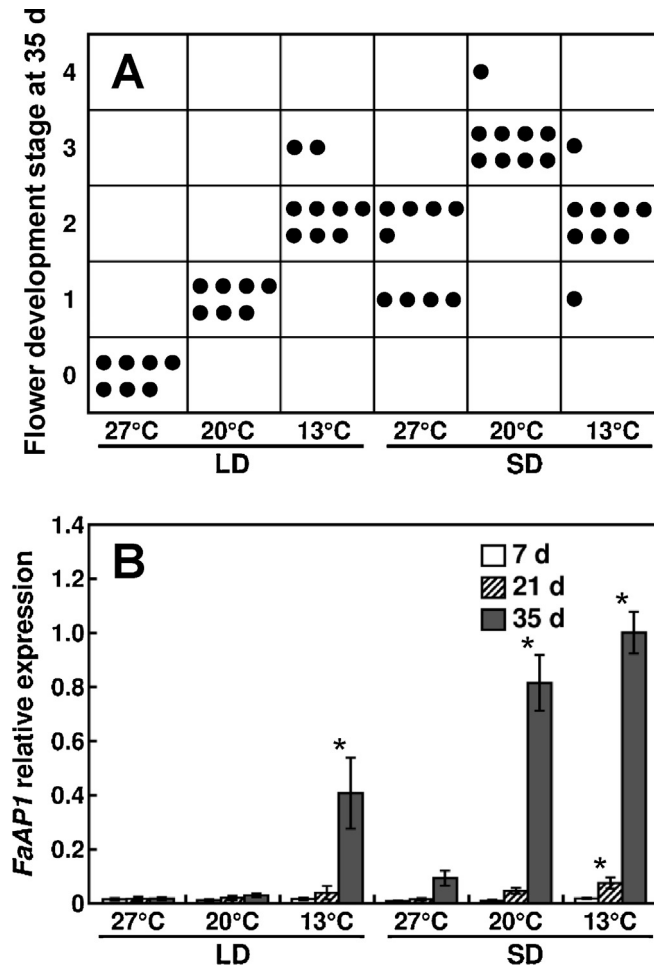 Flower development stage at 35 d
A
4
3
2
1
0
27°C 20°C 13°C 27°C 20°C 13°C
LD SD
FaAP1 relative expression
B
1.4
1.2
1.0
0.8
0.6
0.4
0.2
0
7 d
21 d
35 d
*
*
*
*
27°C 20°C 13°C 27°C 20°C 13°C
LD SD